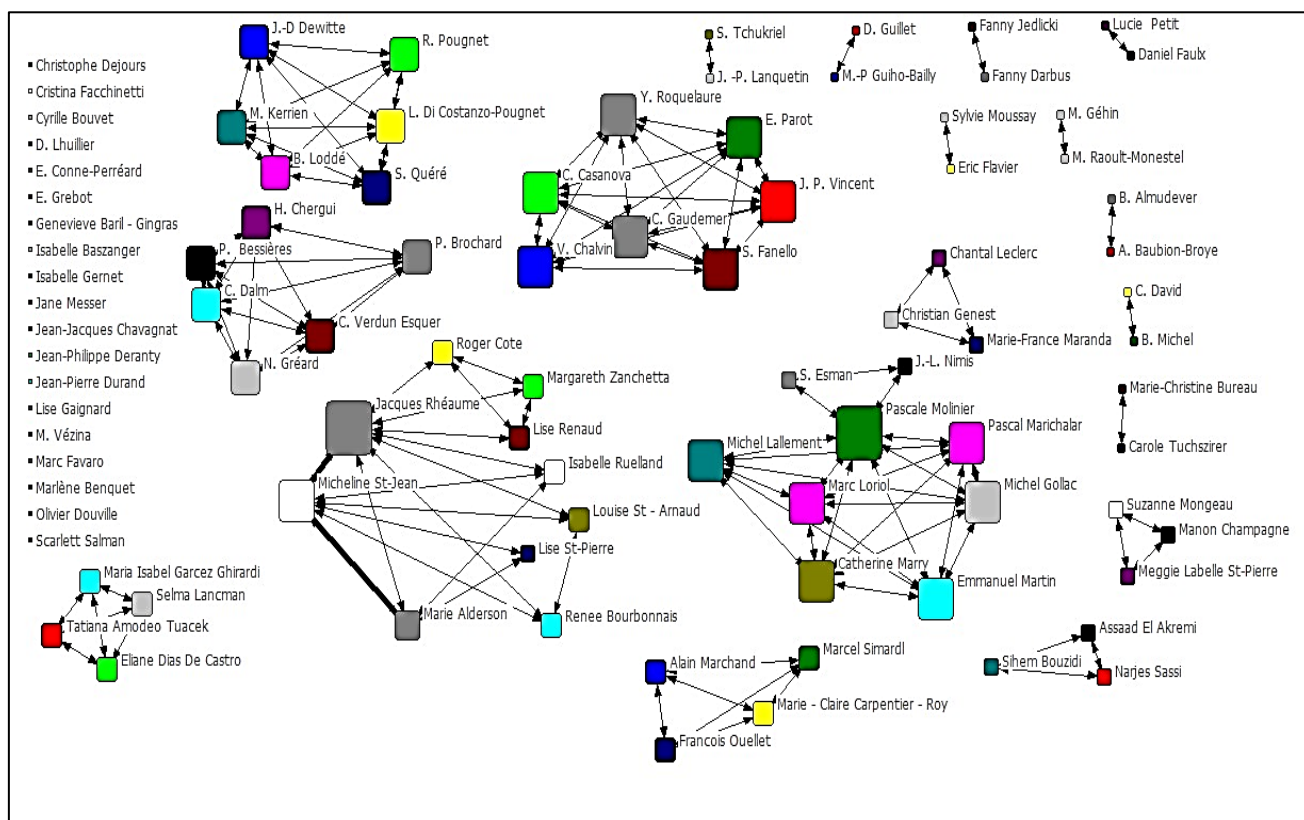 Christophe Dejours
Cristina Facchinetti
Cyrille Bouvet
D. Lhuillier
E. Conne-Perréard
E. Grebot
Genevieve Baril - Gingras
Isabelle Baszanger
Isabelle Gernet
Jane Messer
Jean-Jacques Chavagnat
Jean-Philippe Deranty
Jean-Pierre Durand
Lise Gaignard
M. Vézina
Marc Favaro
Marlène Benquet
Olivier Douville
Scarlett Salman
J.-D Dewitte
R. Pougnet
M. Kerrien
L. Di Costanzo-Pougnet
B. Loddé
S. Quéré
H. Chergui
P. Bessières
P. Brochard
C. Dalm
C. Verdun Esquer
N. Gréard
Y. Roquelaure
E. Parot
C. Casanova
J. P. Vincent
C. Gaudemer
V. Chalvin
S. Fanello
S. Tchukriel
J. -P. Lanquetin
D. Guillet
M.-P Guiho-Bailly
Fanny Jedlicki
Fanny Darbus
Lucie Petit
Daniel Faulx
Sylvie Moussay
Eric Flavier
M. Géhin
M. Raoult-Monestel
B. Almudever
A. Baubion-Broye
Chantal Leclerc
Christian Genest
Marie-France Maranda
C. David
B. Michel
Roger Cote
Margareth Zanchetta
Jacques Rhéaume
Lise Renaud
Isabelle Ruelland
Micheline St-Jean
Louise St - Arnaud
Lise St-Pierre
Marie Alderson
Renee Bourbonnais
J.-L. Nimis
S. Esman
Pascale Molinier
Pascal Marichalar
Michel Lallement
Marc Loriol
Michel Gollac
Catherine Marry
Emmanuel Martin
Marie-Christine Bureau
Carole Tuchszirer
Suzanne Mongeau
Manon Champagne
Meggie Labelle St-Pierre
Maria Isabel Garcez Ghirardi
Selma Lancman
Tatiana Amodeo Tuacek
Eliane Dias De Castro
Alain Marchand
Marcel Simardl
Marie - Claire Carpentier - Roy
Francois Ouellet
Assaad El Akremi
Sihem Bouzidi
Narjes Sassi